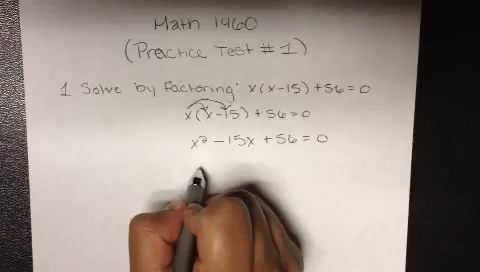 Math 1460
(Practice Test # 1)
1 Solve by factoring: x(x-15)+56=0
x(x-15)+56=0
x² - 15x + 56 = 0